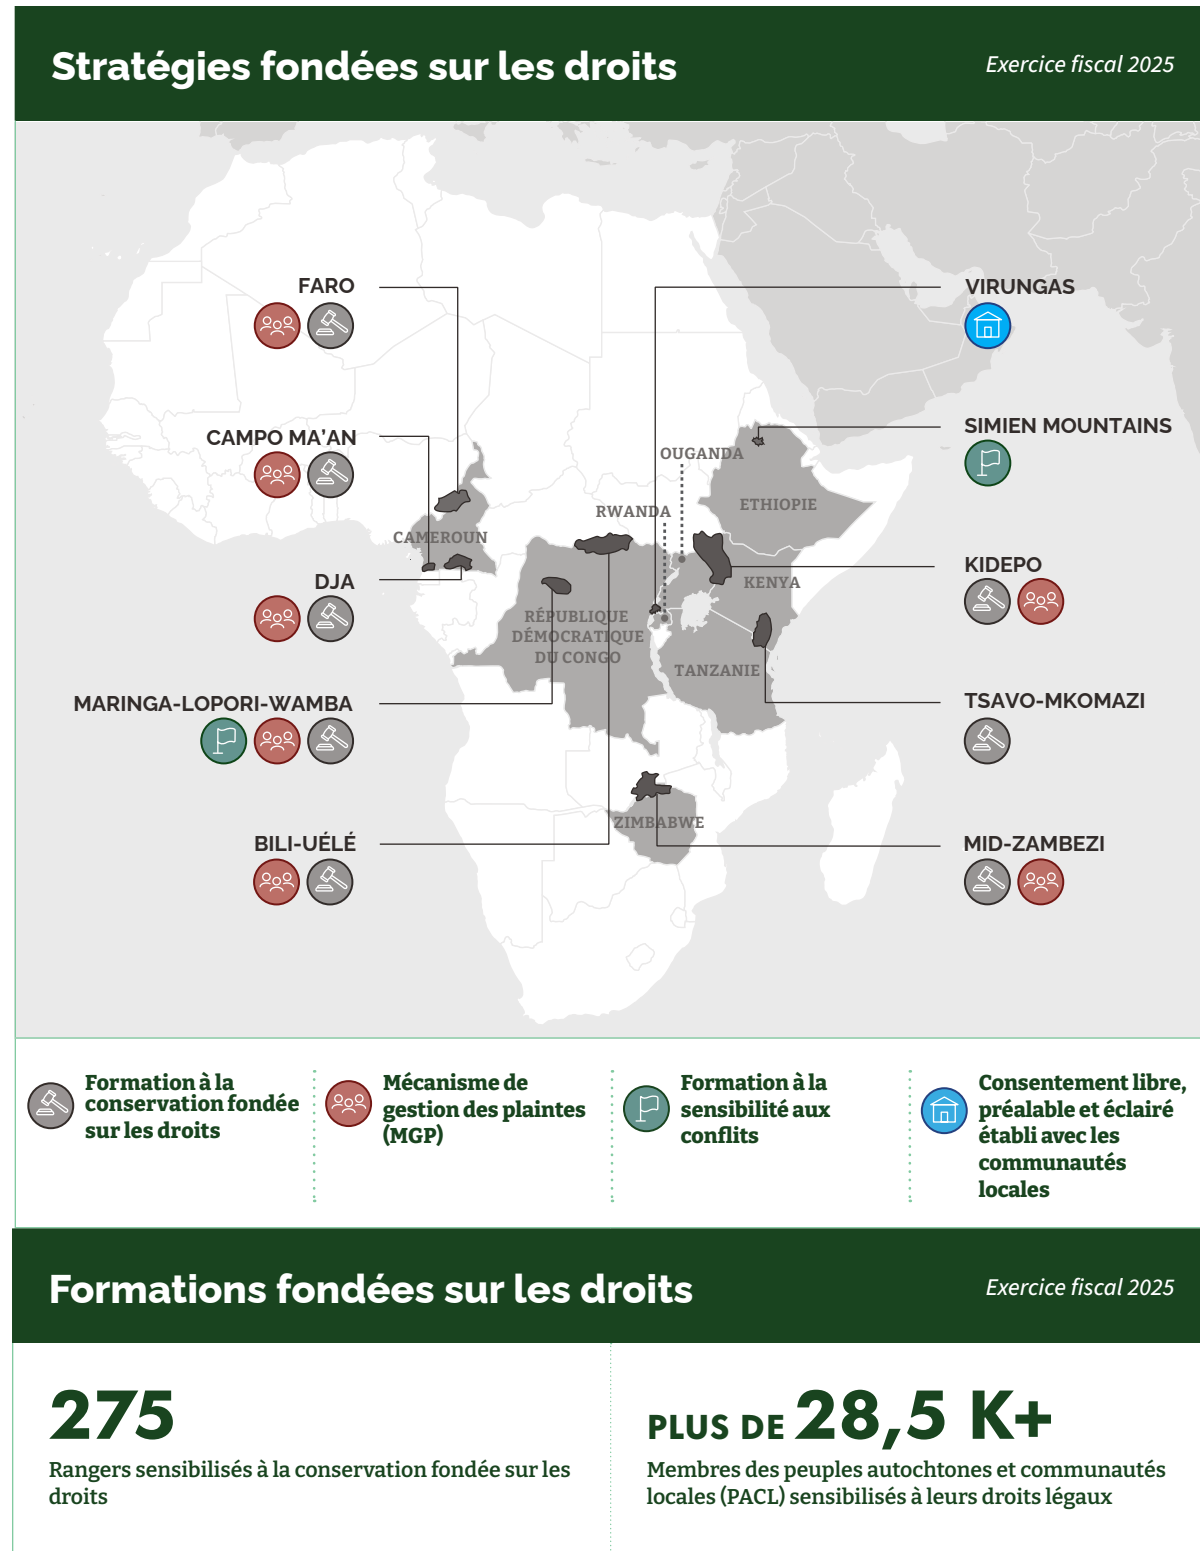 Stratégies fondées sur les droits
Exercice fiscal 2025
FARO
VIRUNGAS
CAMPO MA’AN
SIMIEN MOUNTAINS
OUGANDA
ETHIOPIE
RWANDA
CAMEROUN
DJA
KIDEPO
KENYA
RÉPUBLIQUE
DÉMOCRATIQUE
DU CONGO
TANZANIE
MARINGA-LOPORI-WAMBA
TSAVO-MKOMAZI
ZIMBABWE
BILI-UÉLÉ
MID-ZAMBEZI
Formation à la
conservation fondée
sur les droits
Mécanisme de
gestion des plaintes
(MGP)
Formation à la
sensibilité aux
conflits
Consentement libre,
préalable et éclairé
établi avec les
communautés
locales
Formations fondées sur les droits
Exercice fiscal 2025
275
Rangers sensibilisés à la conservation fondée sur les
droits
PLUS DE 28,5 K+
Membres des peuples autochtones et communautés
locales (PACL) sensibilisés à leurs droits légaux